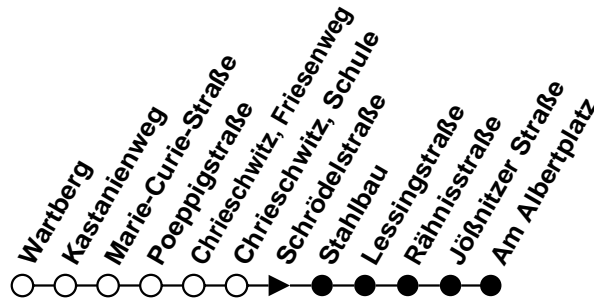 Wartberg
Kastanienweg
Marie-Curie-Straße
Poeppigstraße
Chrieschwitz, Friesenweg
Chrieschwitz, Schule
Schrödelstraße
Stahlbau
Lessingstraße
Rähnisstraße
Jößnitzer Straße
Am Albertplatz